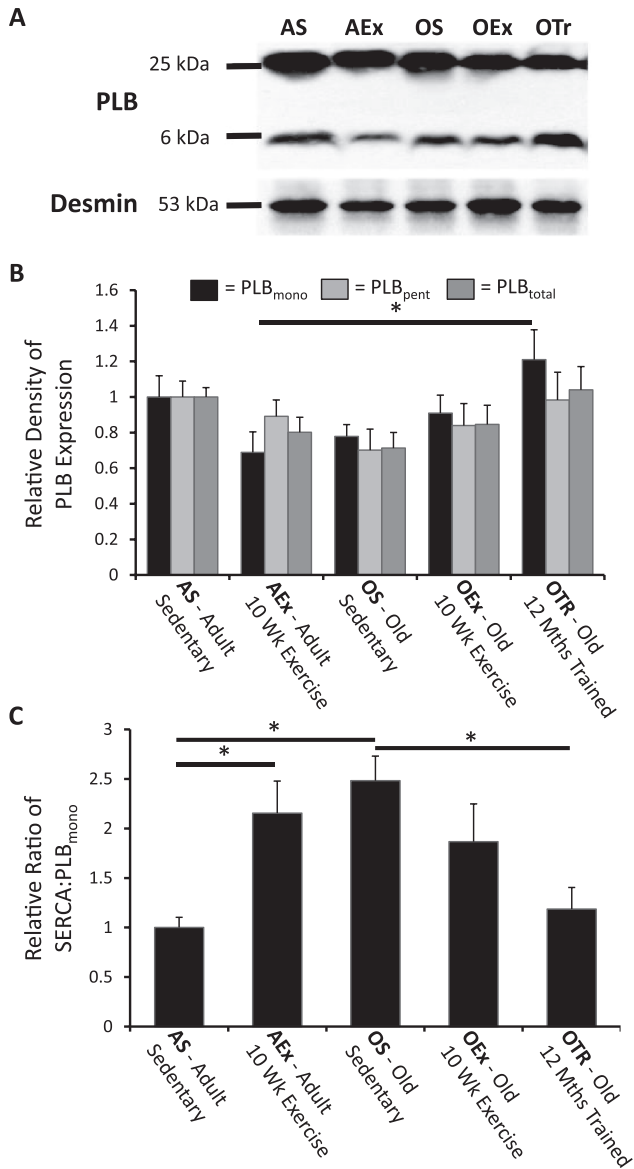 A
AS AEx OS OEx OTr
25 kDa
PLB
6 kDa
Desmin 53 kDa
B
= PLBmono = PLBpent = PLBtotal
*
Relative Density of
PLB Expression
1.6
1.4
1.2
1
0.8
0.6
0.4
0.2
0
AS - Adult
Sedentary
AEx - Adult
10 Wk Exercise
OS - Old
Sedentary
OEx - Old
10 Wk Exercise
OTR - Old
12 Mths Trained
C
*
*
*
Relative Ratio of
SERCA:PLBmono
3
2.5
2
1.5
1
0.5
0
AS - Adult
Sedentary
AEx - Adult
10 Wk Exercise
OS - Old
Sedentary
OEx - Old
10 Wk Exercise
OTR - Old
12 Mths Trained